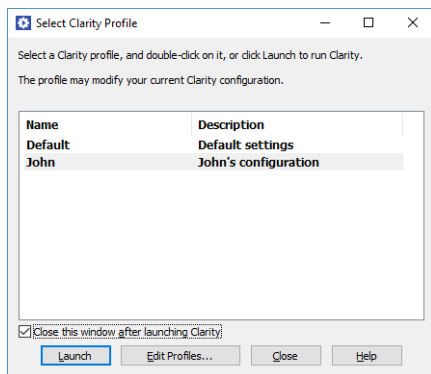 Select Clarity Profile
Select a Clarity profile, and double-click on it, or click Launch to run Clarity.
The profile may modify your current Clarity configuration.
Name Description
Default Default settings
John John's configuration
Close this window after launching Clarity
Launch Edit Profiles... Close Help